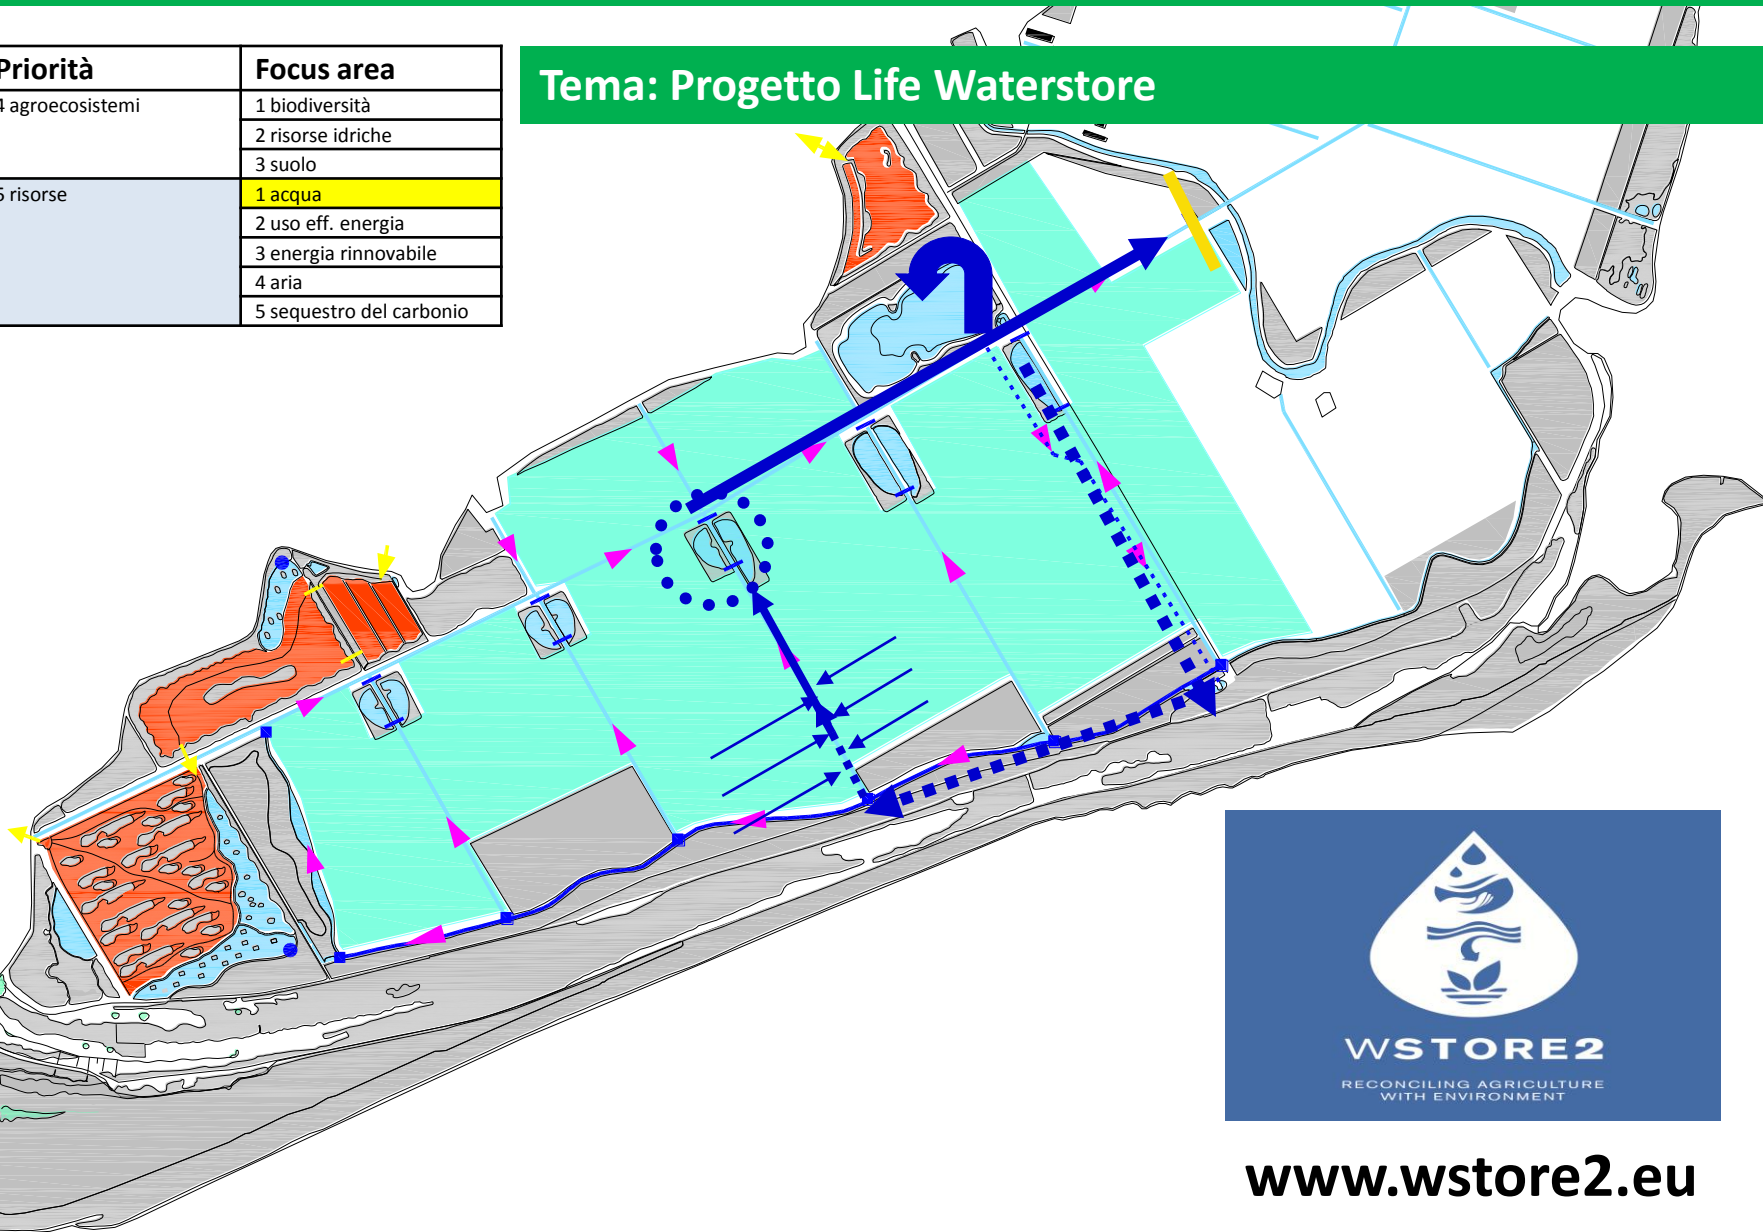 Priorità Focus area
4 agroecosistemi 1 biodiversità
2 risorse idriche
3 suolo
5 risorse 1 acqua
2 uso eff. energia
3 energia rinnovabile
4 aria
5 sequestro del carbonio
Tema: Progetto Life Waterstore
WSTORE2
RECONCILING AGRICULTURE
WITH ENVIRONMENT
www.wstore2.eu